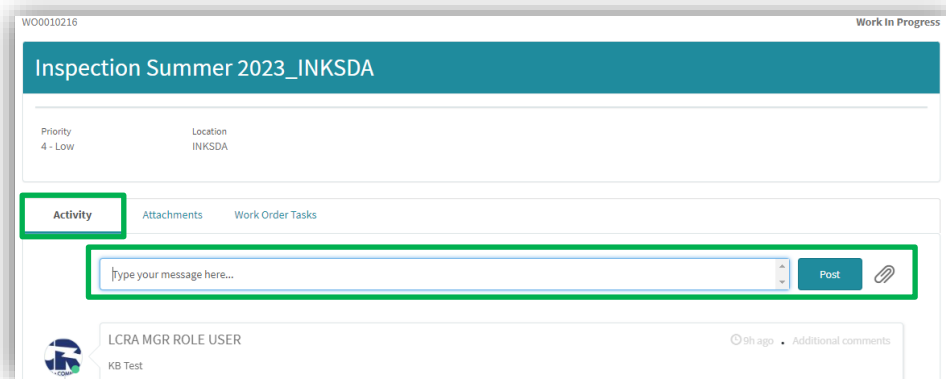 WO0010216
Work In Progress
Inspection Summer 2023_INKSDA
Priority
Location
4 - Low
INKSDA
Activity
Attachments
Work Order Tasks
Type your message here...
Post
LCRA MGR ROLE USER
9h ago • Additional comments
KB Test